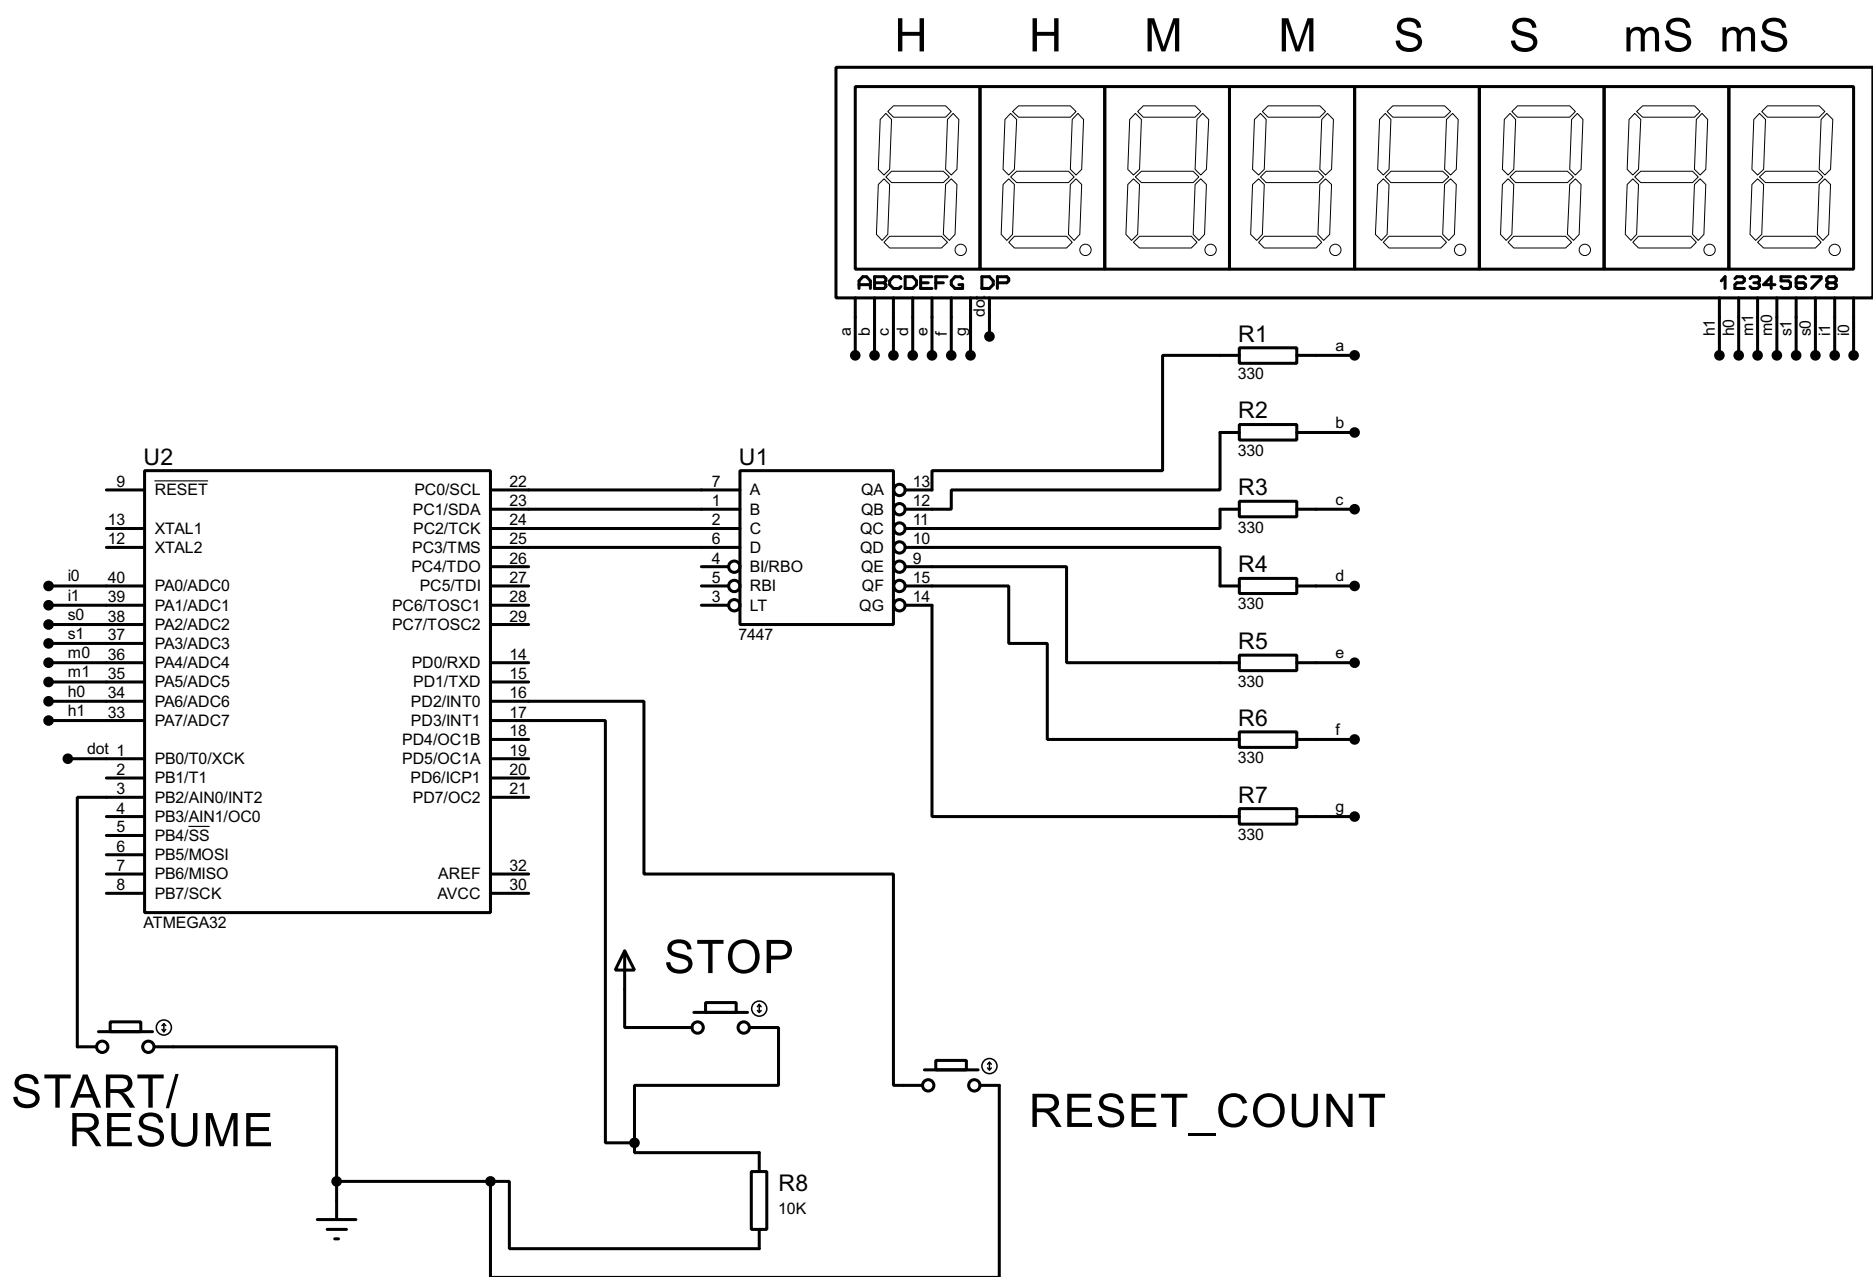 H H M M S S mS mS
ABCDEFG DP
12345678
a b c d e f g dot
h1 h0 m1 m0 s1 s0 i1 i0
R1
a
330
R2
b
330
R3
c
330
R4
d
330
R5
e
330
R6
f
330
R7
g
330
U2
9 RESET
13 XTAL1
12 XTAL2
i0 40 PA0/ADC0
i1 39 PA1/ADC1
s0 38 PA2/ADC2
s1 37 PA3/ADC3
m0 36 PA4/ADC4
m1 35 PA5/ADC5
h0 34 PA6/ADC6
h1 33 PA7/ADC7
dot 1 PB0/T0/XCK
2 PB1/T1
3 PB2/AIN0/INT2
4 PB3/AIN1/OC0
5 PB4/SS
6 PB5/MOSI
7 PB6/MISO
8 PB7/SCK
PC0/SCL 22
PC1/SDA 23
PC2/TCK 24
PC3/TMS 25
PC4/TDO 26
PC5/TDI 27
PC6/TOSC1 28
PC7/TOSC2 29
PD0/RXD 14
PD1/TXD 15
PD2/INT0 16
PD3/INT1 17
PD4/OC1B 18
PD5/OC1A 19
PD6/ICP1 20
PD7/OC2 21
AREF 32
AVCC 30
ATMEGA32
U1
7 A QA 13
1 B QB 12
2 C QC 11
6 D QD 10
4 BI/RBO QE 9
5 RBI QF 15
3 LT QG 14
7447
STOP
START/
RESUME
RESET_COUNT
R8
10K